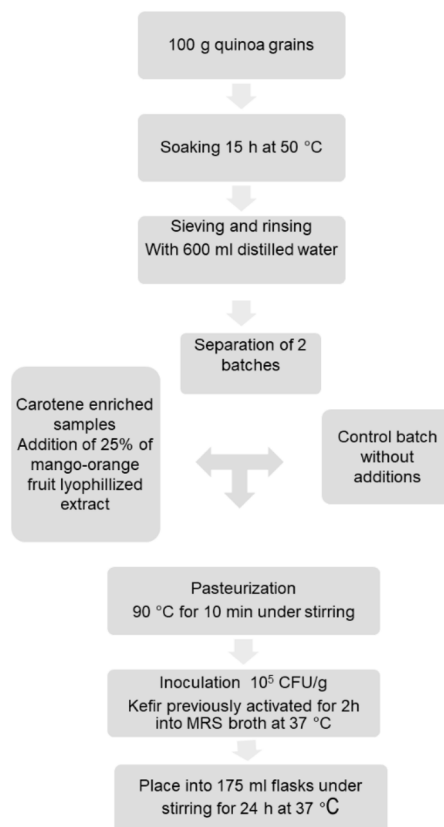 100 g quinoa grains
Soaking 15 h at 50 °C
Sieving and rinsing
With 600 ml distilled water
Separation of 2
batches
Carotene enriched
samples
Addition of 25% of
mango-orange
fruit lyophillized
extract
Control batch
without
additions
Pasteurization
90 °C for 10 min under stirring
Inoculation 10⁵ CFU/g
Kefir previously activated for 2h
into MRS broth at 37 °C
Place into 175 ml flasks under
stirring for 24 h at 37 °C